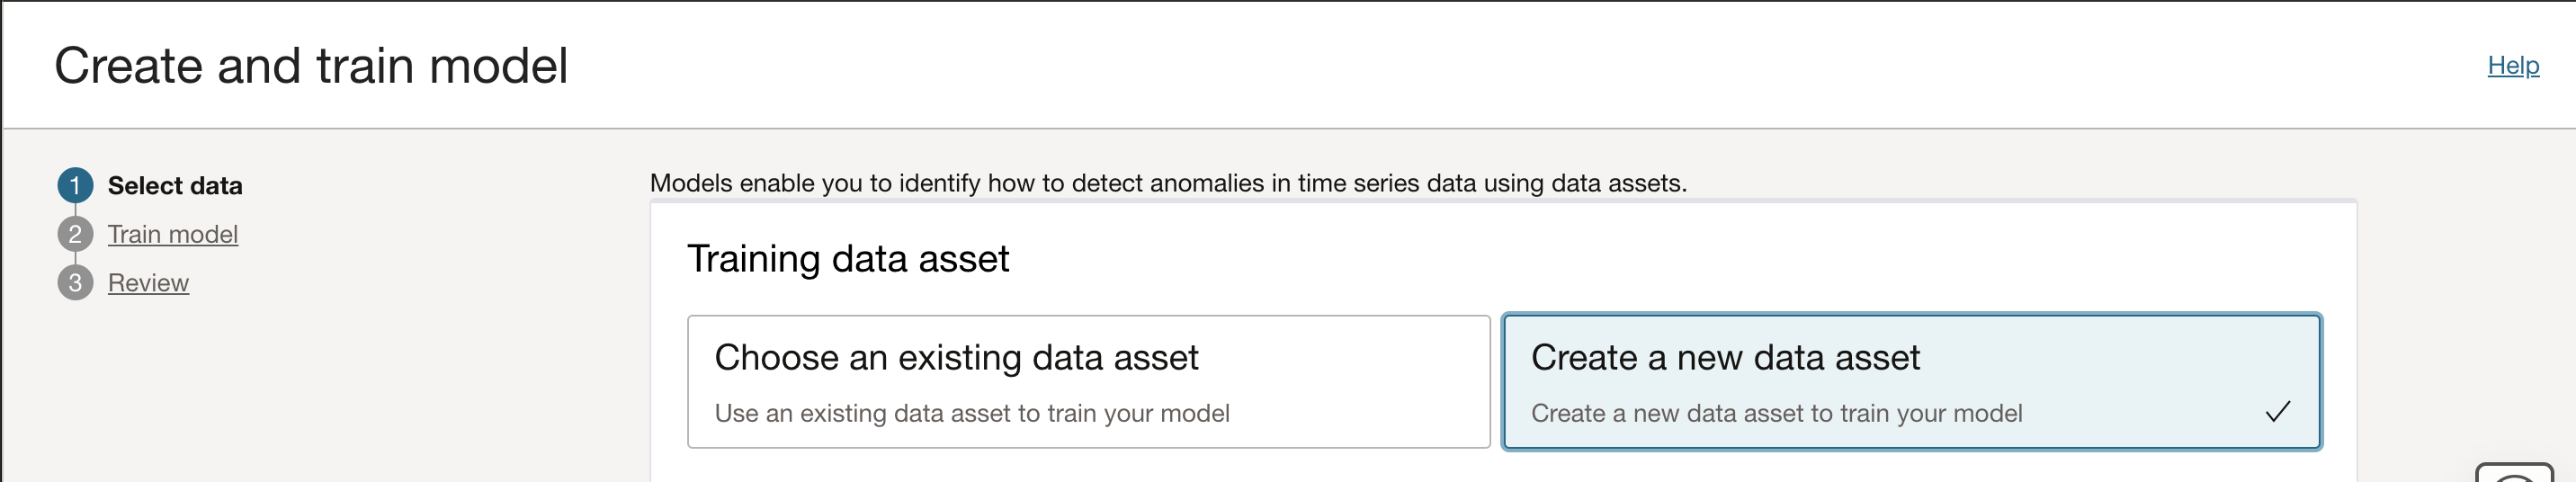 Create and train model
Help
1 Select data
2 Train model
3 Review
Models enable you to identify how to detect anomalies in time series data using data assets.
Training data asset
Choose an existing data asset
Use an existing data asset to train your model
Create a new data asset
Create a new data asset to train your model